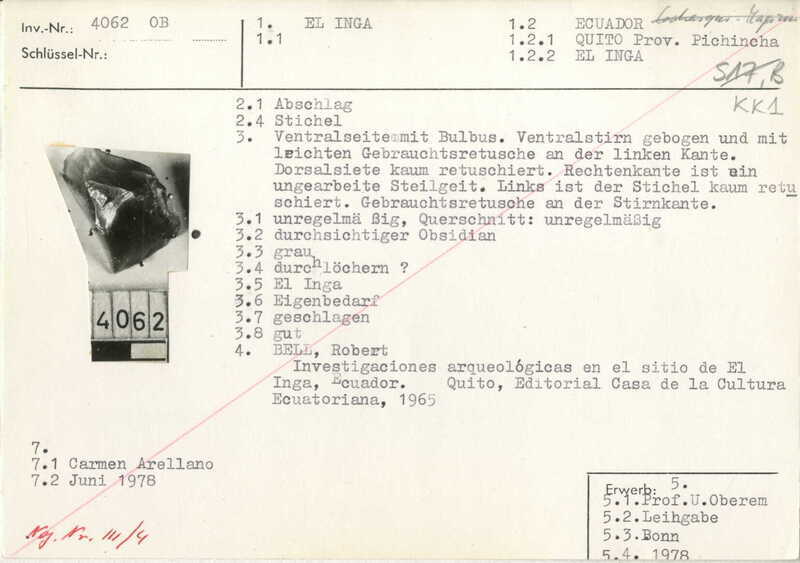 Inv.-Nr.: 4062 OB
Schlüssel-Nr.:
1. EL INGA
1.1
1.2 ECUADOR
1.2.1 QUITO Prov. Pichincha
1.2.2 EL INGA
S17,B
KK1
2.1 Abschlag
2.4 Stichel
3. Ventralseite mit Bulbus. Ventralstirn gebogen und mit
leichten Gebrauchsretusche an der linken Kante.
Dorsalsiete kaum retuschiert. Rechtenkante ist ein
ungearbeite Steilgeit. Links ist der Stichel kaum retu
schiert. Gebrauchsretusche an der Stirnkante.
3.1 unregelmä ßig, Querschnitt: unregelmäßig
3.2 durchsichtiger Obsidian
3.3 grau
3.4 durchlöchern ?
3.5 El Inga
3.6 Eigenbedarf
3.7 geschlagen
3.8 gut
4. BELL, Robert
Investigaciones arqueológicas en el sitio de El
Inga, Ecuador. Quito, Editorial Casa de la Cultura
Ecuatoriana, 1965
4062
7.
7.1 Carmen Arellano
7.2 Juni 1978
Neg. Nr. III/4
Erwerb: 5.
5.1.Prof.U.Oberem
5.2.Leihgabe
5.3.Bonn
5.4. 1978